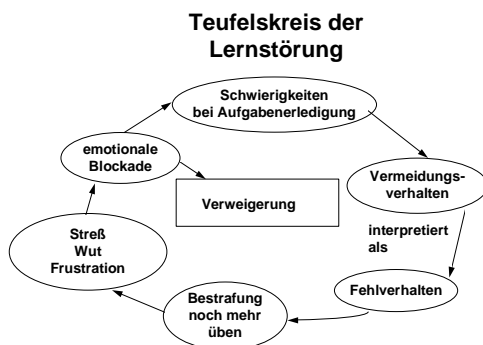 Teufelskreis der
Lernstörung
Schwierigkeiten
bei Aufgabenerledigung
emotionale
Blockade
Vermeidungs-
verhalten
Verweigerung
interpretiert
als
Streß
Wut
Frustration
Fehlverhalten
Bestrafung
noch mehr
üben